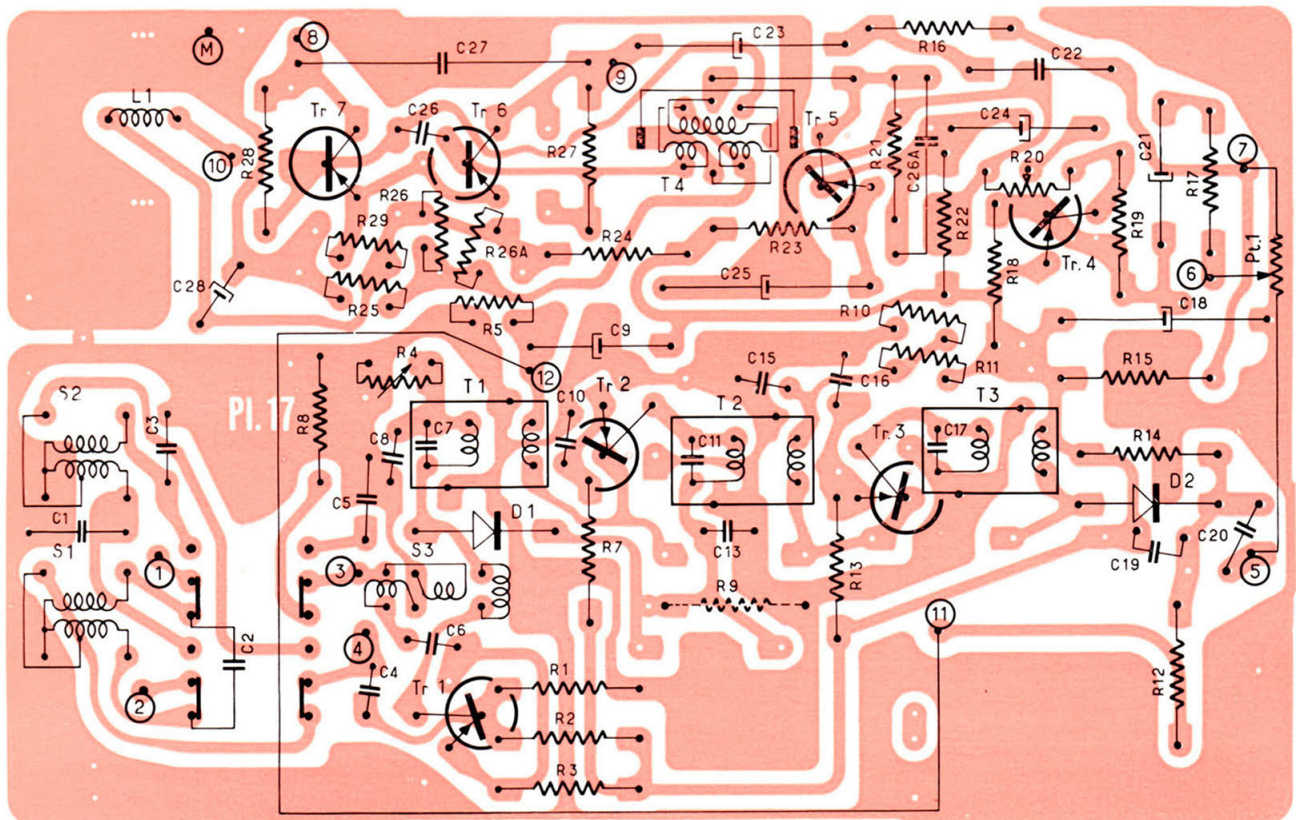 M
8
C27
9
C23
R16
C22
L1
Tr 7
C26
Tr 6
Tr 5
C24
10
R28
R27
T4
R21
C26A
R20
C21
R17
7
R26
R29
R26A
R24
R23
R22
R18
Tr. 4
R19
6
Pt.1
C28
R25
R5
C25
R10
C18
C9
R4
12
C15
C16
R11
R15
S2
C3
Pl. 17
R8
T1
C10
Tr 2
T2
T3
C8
C7
C11
Tr. 3
C17
R14
C5
D2
C1
D1
C20
S1
1
3
S3
R7
C13
R13
C19
5
R9
11
C2
4
C6
C4
R1
R12
2
Tr 1
R2
R3